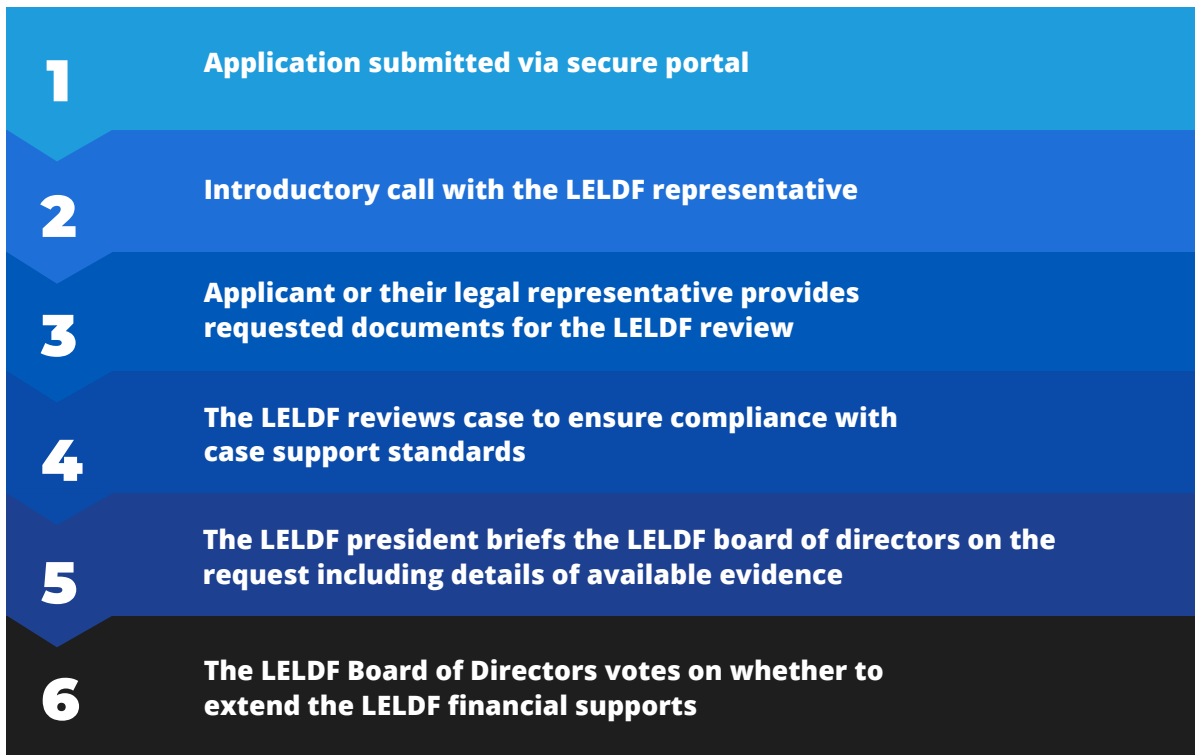 1
Application submitted via secure portal
2
Introductory call with the LELDF representative
3
Applicant or their legal representative provides
requested documents for the LELDF review
4
The LELDF reviews case to ensure compliance with
case support standards
5
The LELDF president briefs the LELDF board of directors on the
request including details of available evidence
6
The LELDF Board of Directors votes on whether to
extend the LELDF financial supports